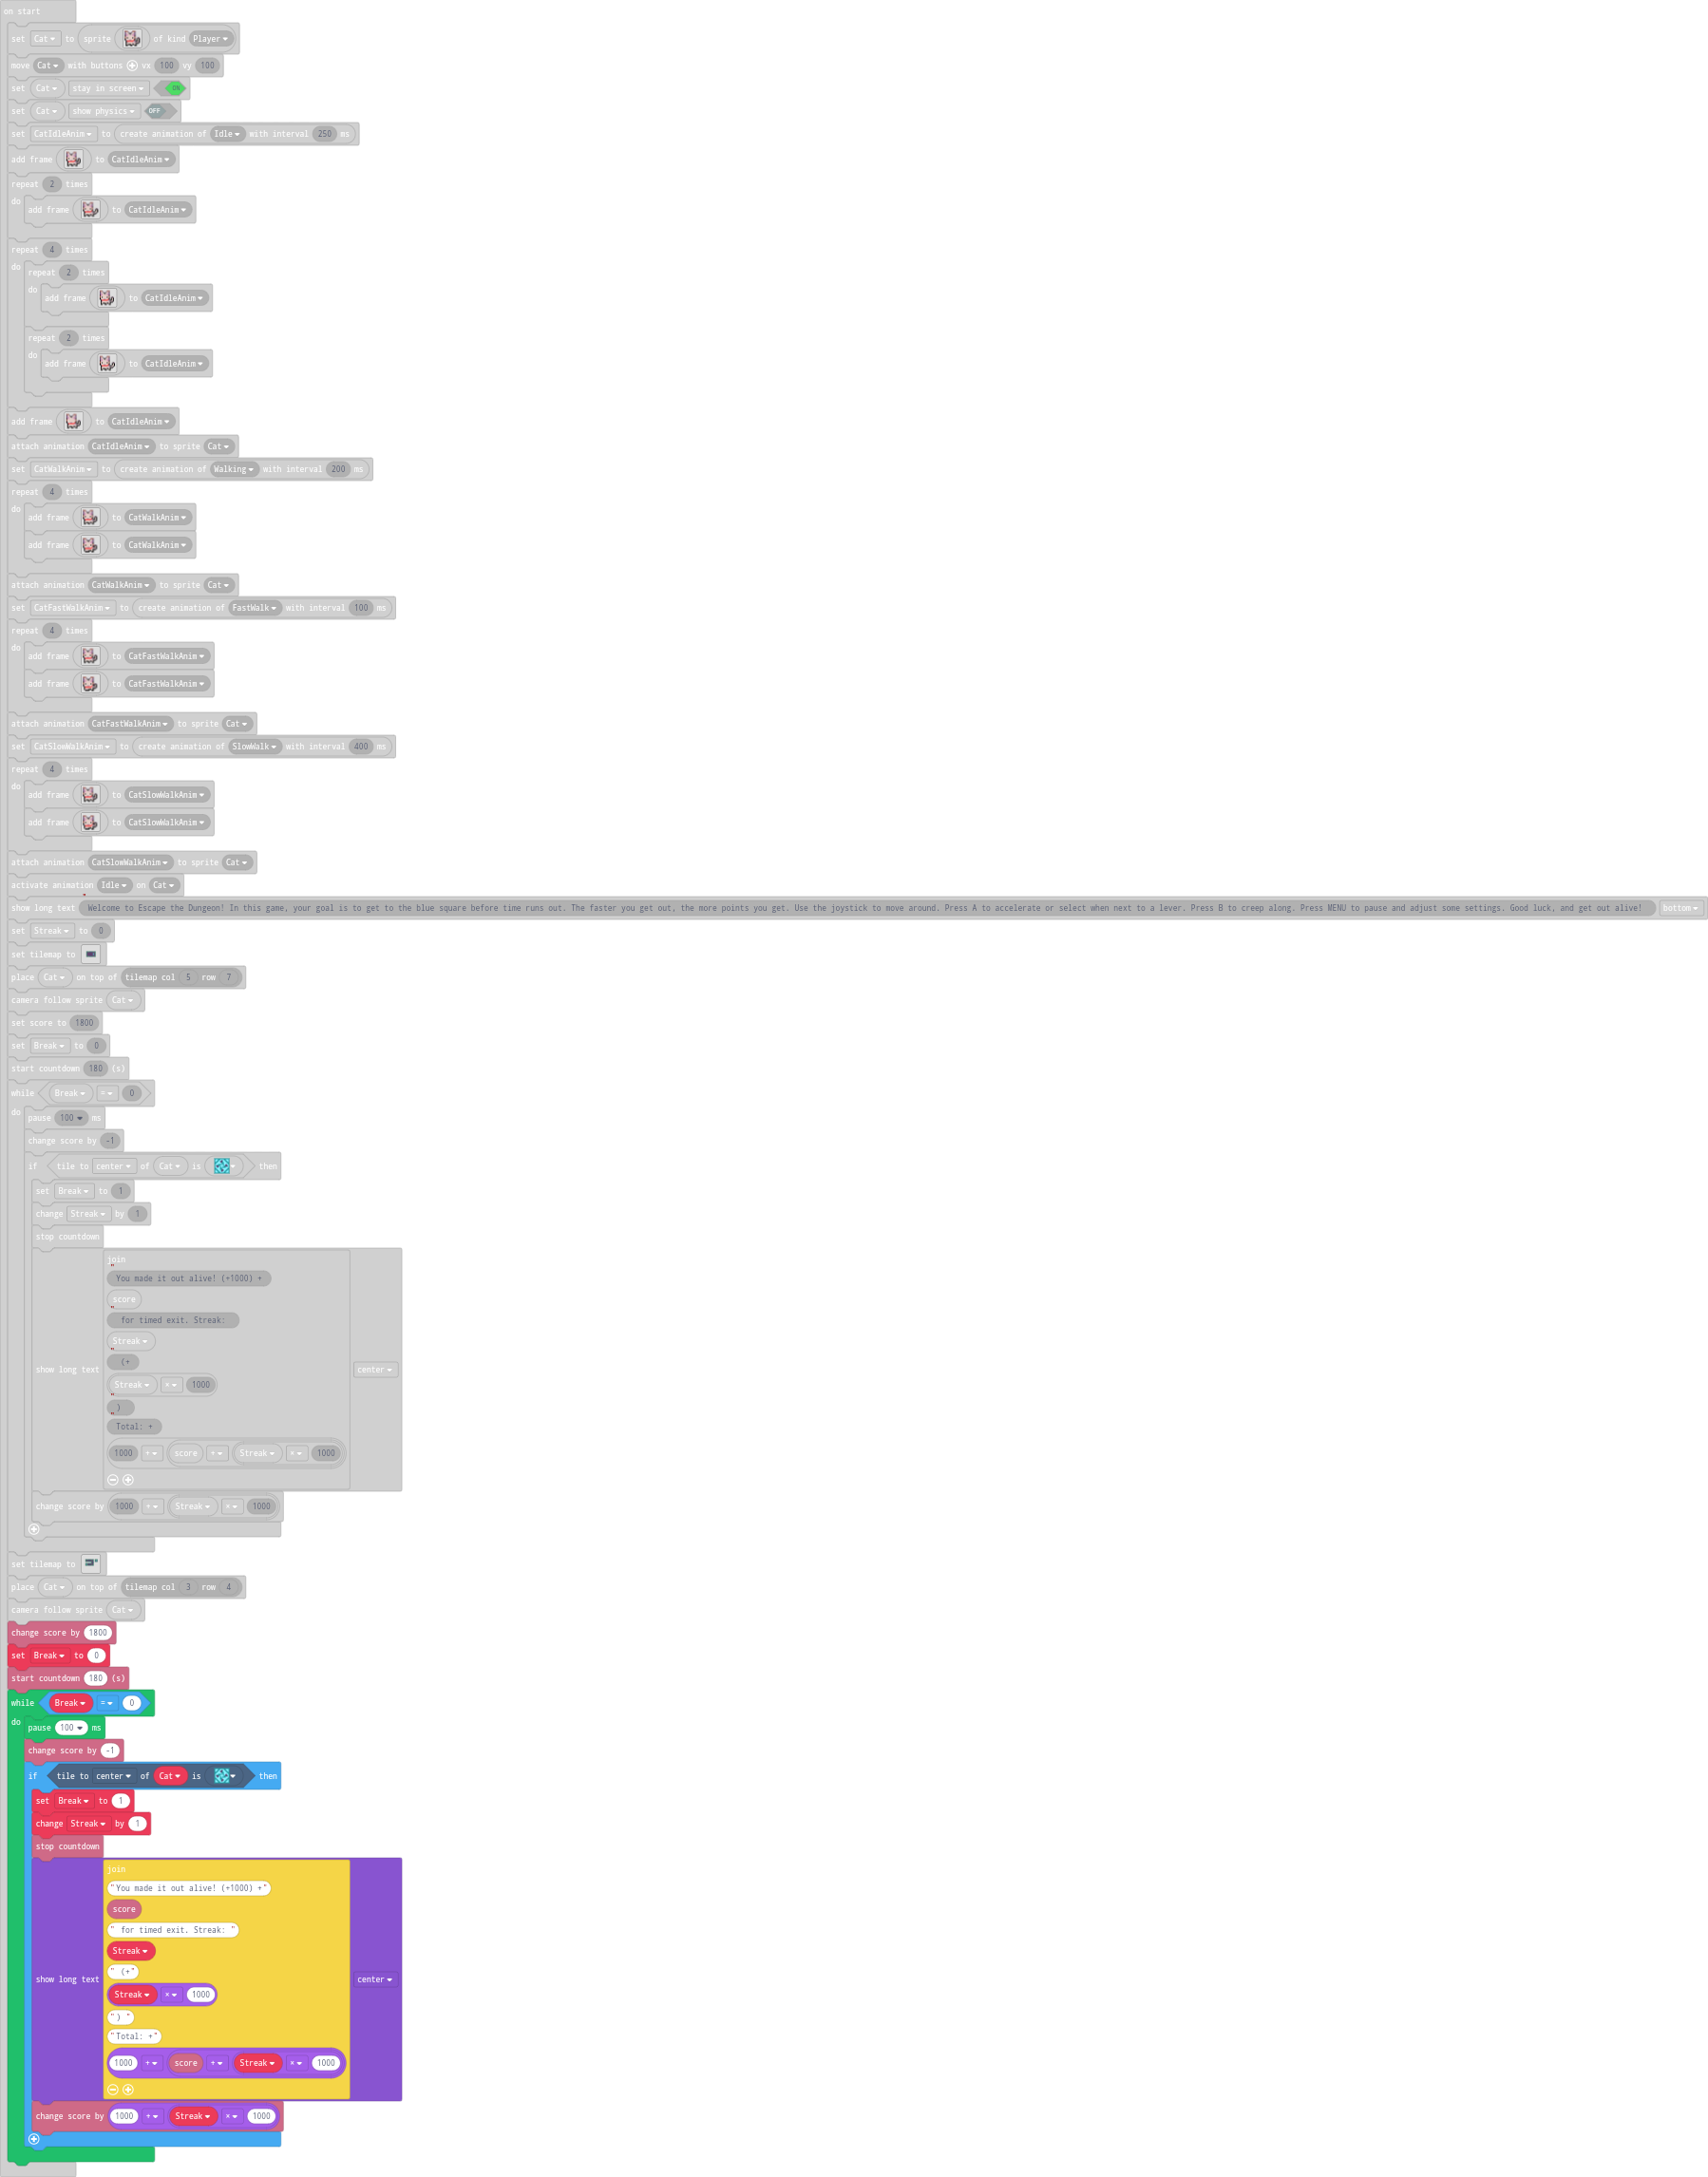 on start
set Cat to sprite of kind Player
move Cat with buttons vx 100 vy 100
set Cat stay in screen ON
set Cat show physics OFF
set CatIdleAnim to create animation of Idle with interval 250 ms
add frame to CatIdleAnim
repeat 2 times
do add frame to CatIdleAnim
repeat 4 times
do repeat 2 times
do add frame to CatIdleAnim
repeat 2 times
do add frame to CatIdleAnim
add frame to CatIdleAnim
attach animation CatIdleAnim to sprite Cat
set CatWalkAnim to create animation of Walking with interval 200 ms
repeat 4 times
do add frame to CatWalkAnim
add frame to CatWalkAnim
attach animation CatWalkAnim to sprite Cat
set CatFastWalkAnim to create animation of FastWalk with interval 100 ms
repeat 4 times
do add frame to CatFastWalkAnim
add frame to CatFastWalkAnim
attach animation CatFastWalkAnim to sprite Cat
set CatSlowWalkAnim to create animation of SlowWalk with interval 400 ms
repeat 4 times
do add frame to CatSlowWalkAnim
add frame to CatSlowWalkAnim
attach animation CatSlowWalkAnim to sprite Cat
activate animation Idle on Cat
show long text Welcome to Escape the Dungeon! In this game, your goal is to get to the blue square before time runs out. The faster you get out, the more points you get. Use the joystick to move around. Press A to accelerate or select when next to a lever. Press B to creep along. Press MENU to pause and adjust some settings. Good luck, and get out alive! bottom
set Streak to 0
set tilemap to
place Cat on top of tilemap col 5 row 7
camera follow sprite Cat
set score to 1800
set Break to 0
start countdown 180 (s)
while Break = 0
do pause 100 ms
change score by -1
if tile to center of Cat is then
set Break to 1
change Streak by 1
stop countdown
join
You made it out alive! (+1000) +
score
for timed exit. Streak:
Streak
(+
show long text center
Streak × 1000
)
Total: +
1000 + score + Streak × 1000
change score by 1000 + Streak × 1000
set tilemap to
place Cat on top of tilemap col 3 row 4
camera follow sprite Cat
change score by 1800
set Break to 0
start countdown 180 (s)
while Break = 0
do pause 100 ms
change score by -1
if tile to center of Cat is then
set Break to 1
change Streak by 1
stop countdown
join
"You made it out alive! (+1000) +"
score
" for timed exit. Streak: "
Streak
" (+"
show long text center
Streak × 1000
") "
"Total: +"
1000 + score + Streak × 1000
change score by 1000 + Streak × 1000